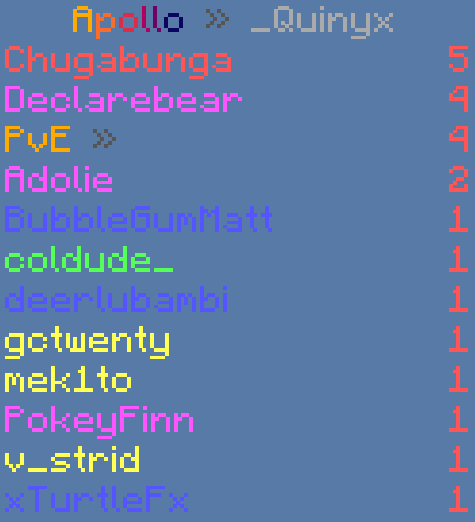 Apollo » _Quinyx
Chugabunga 5
Declarebear 4
PvE » 4
Adolie 2
BubbleGumMatt 1
coldude_ 1
deerlubambi 1
gctwenty 1
mek1to 1
PokeyFinn 1
v_strid 1
xTurtleFx 1